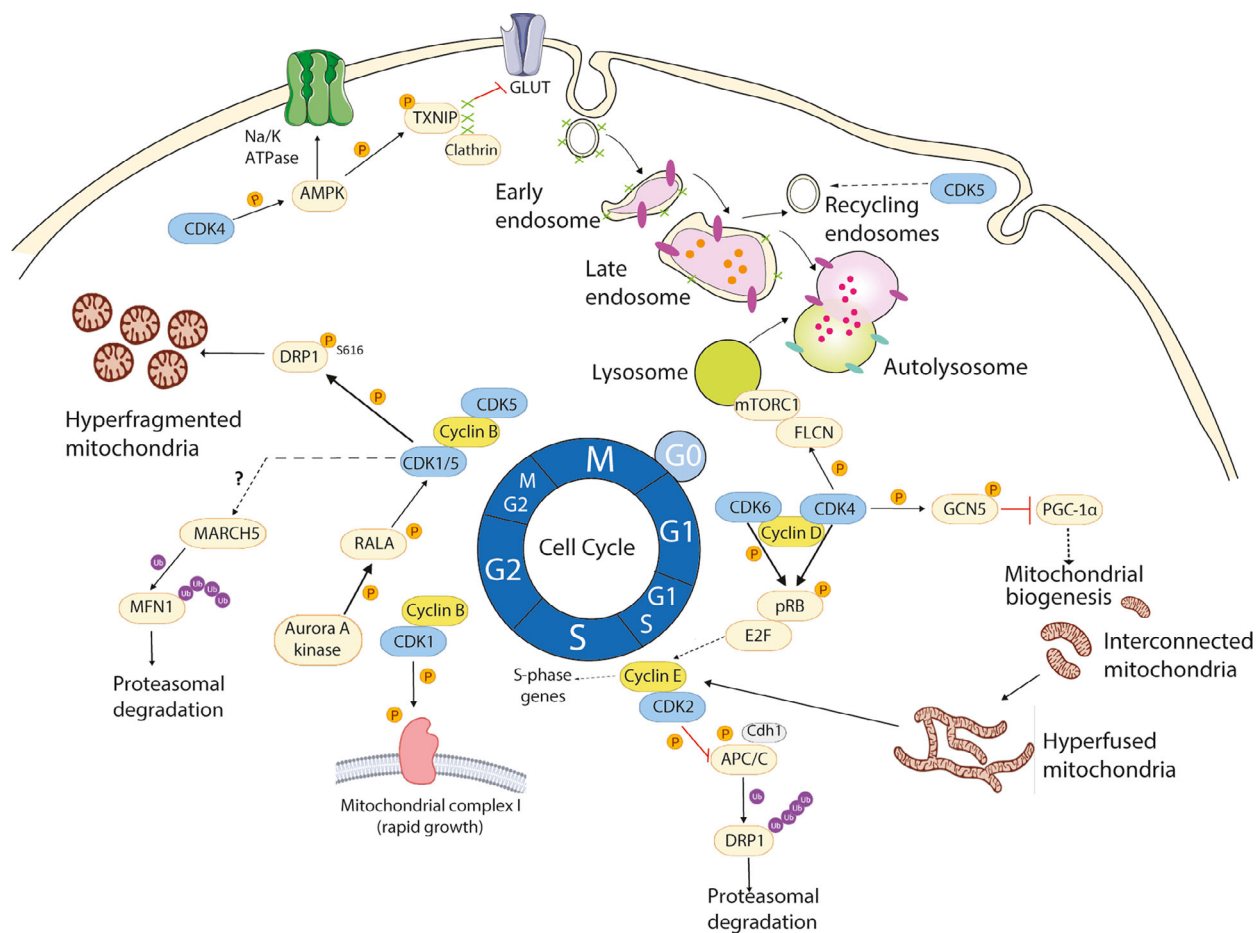 GLUT
P
TXNIP
Na/K
ATPase
P
Clathrin
AMPK
P
CDK4
Early
endosome
CDK5
Recycling
endosomes
Late
endosome
P
DRP1
S616
Lysosome
Autolysosome
Hyperfragmented
mitochondria
P
mTORC1
FLCN
CDK5
Cyclin B
CDK1/5
?
M
G0
G1
G1
S
S
G2
M
G2
Cell Cycle
P
P
P
CDK6
CDK4
Cyclin D
GCN5
PGC-1α
MARCH5
RALA
P
P
Ub
Ub
Ub
Ub
Ub
MFN1
P
P
pRB
E2F
Mitochondrial
biogenesis
Cyclin B
CDK1
Aurora A
kinase
Interconnected
mitochondria
Proteasomal
degradation
S-phase
genes
Cyclin E
CDK2
P
P
P
P
Cdh1
APC/C
Hyperfused
mitochondria
Mitochondrial complex I
(rapid growth)
Ub
Ub
Ub
Ub
Ub
DRP1
Proteasomal
degradation